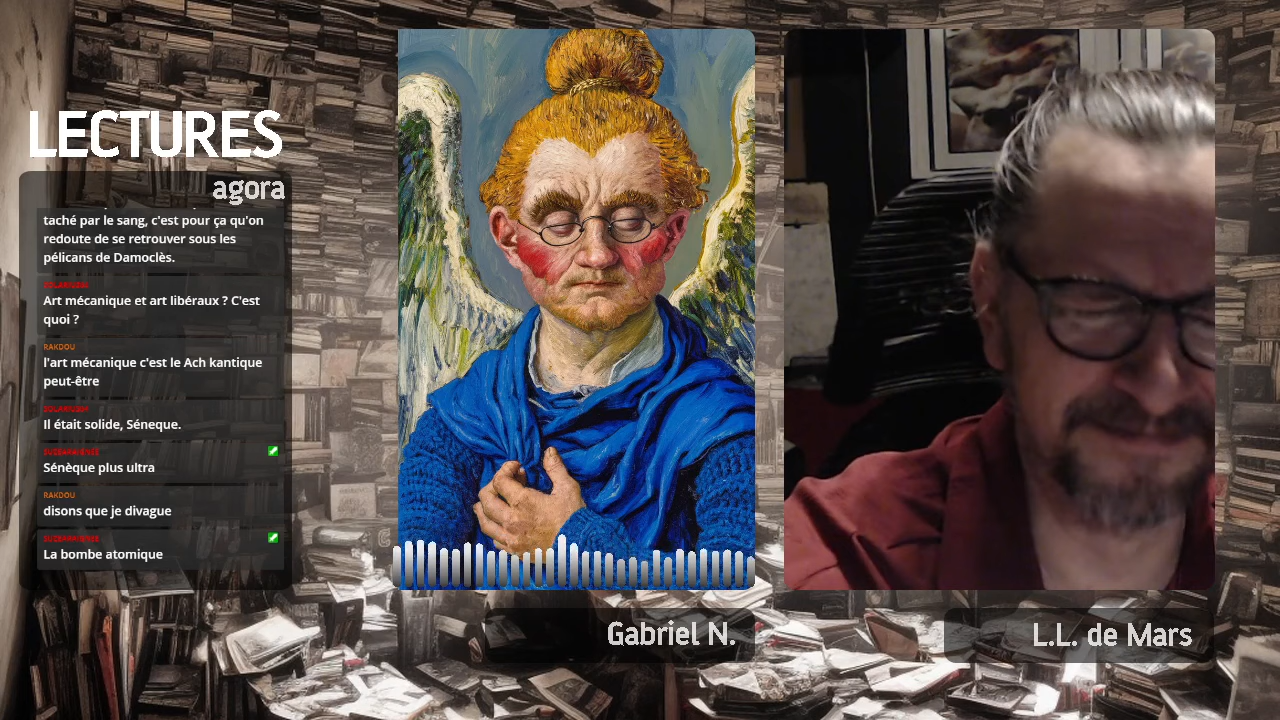 LECTURES
agora
taché par le sang, c'est pour ça qu'on
redoute de se retrouver sous les
pélicans de Damoclès.
Art mécanique et art libéraux ? C'est
quoi ?
RAKDOU
l'art mécanique c'est le Ach kantique
peut-être
Il était solide, Séneque.
Sénèque plus ultra
RAKDOU
disons que je divague
La bombe atomique
Gabriel N.
L.L. de Mars